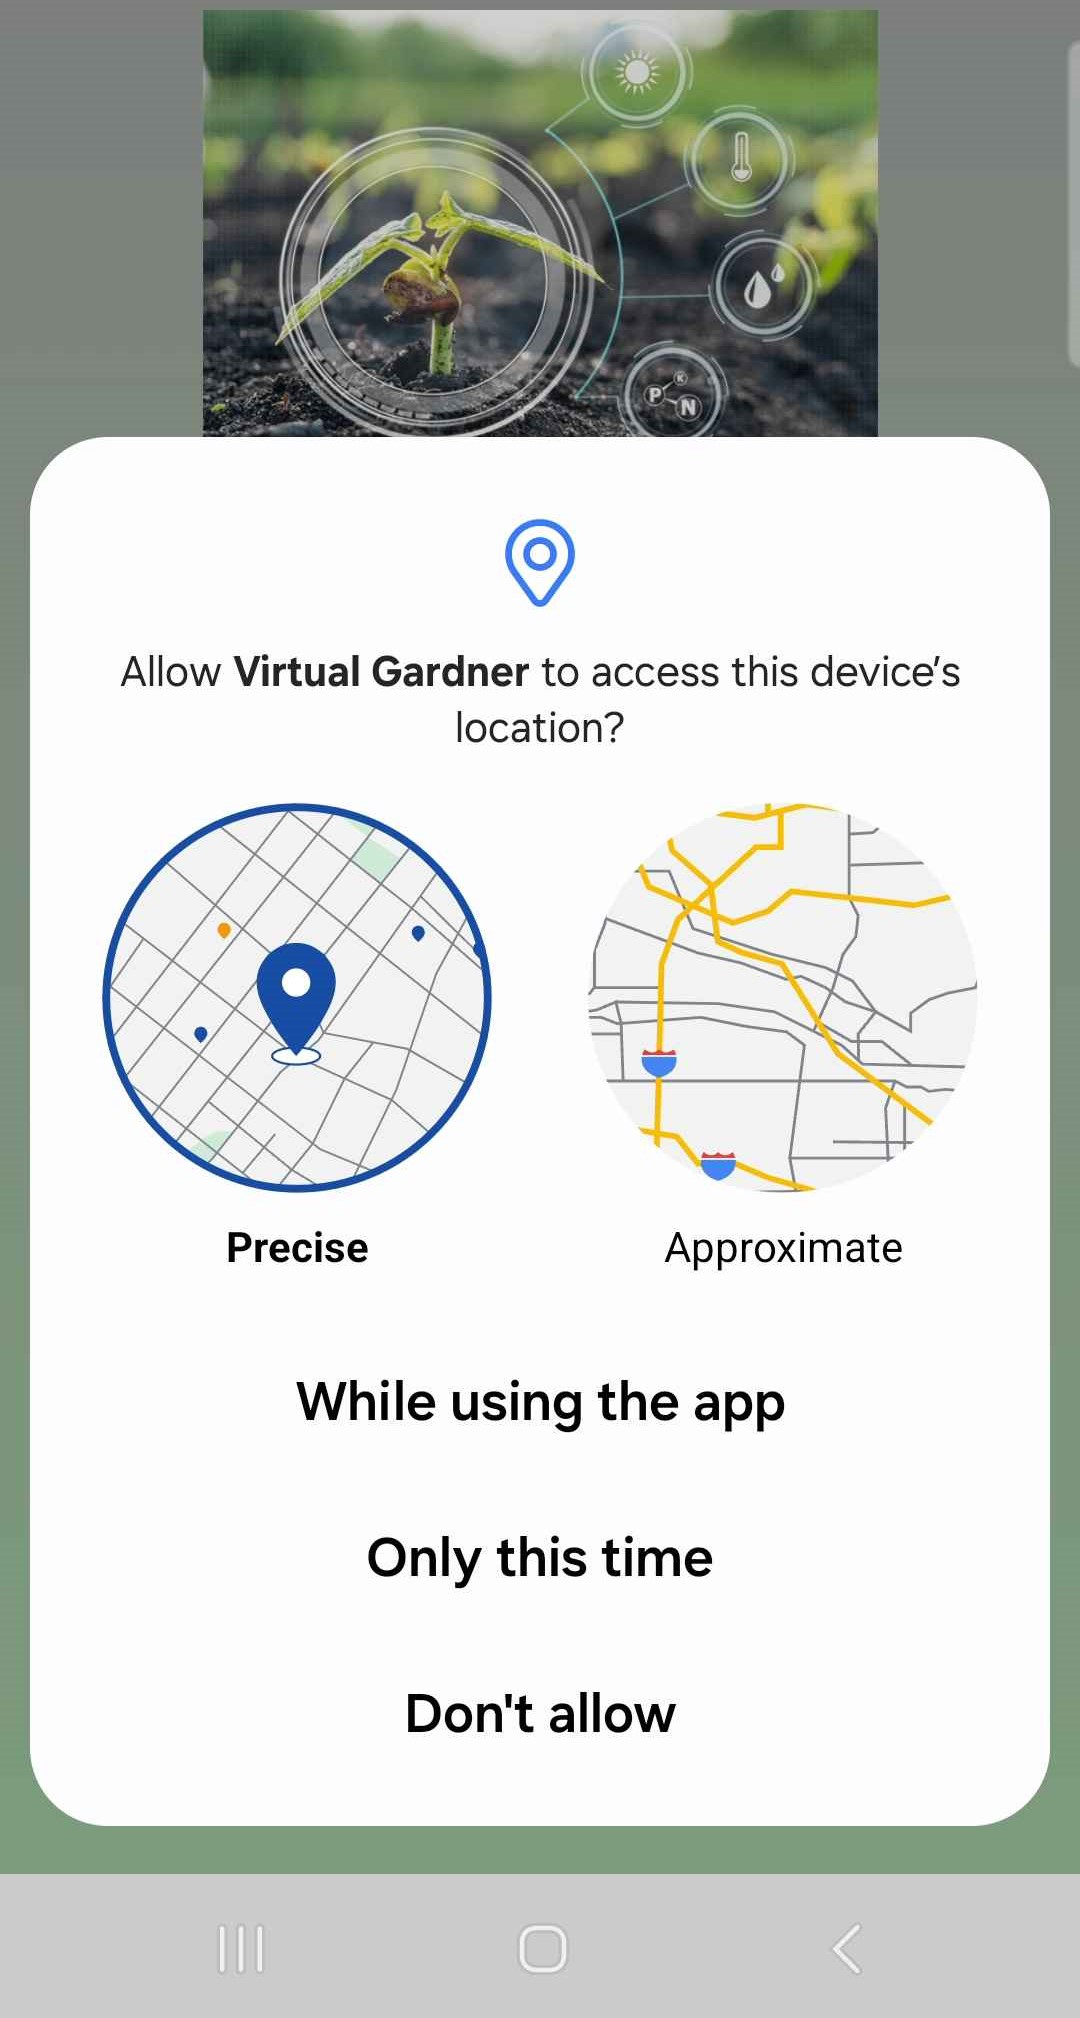 K
P
N
Allow Virtual Gardner to access this device's
location?
Precise
Approximate
While using the app
Only this time
Don't allow